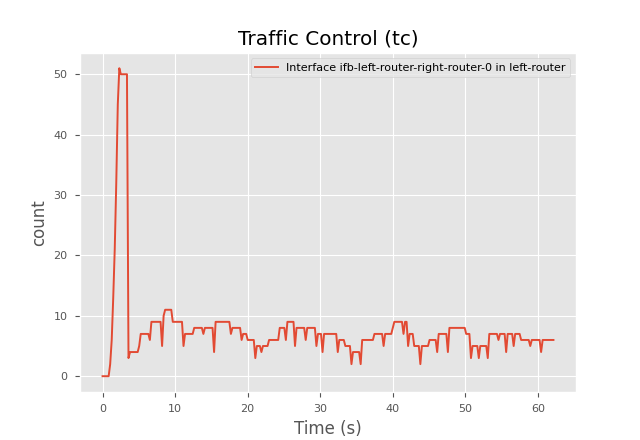 Traffic Control (tc)
Interface ifb-left-router-right-router-0 in left-router
50
40
30
20
10
0
count
0 10 20 30 40 50 60
Time (s)